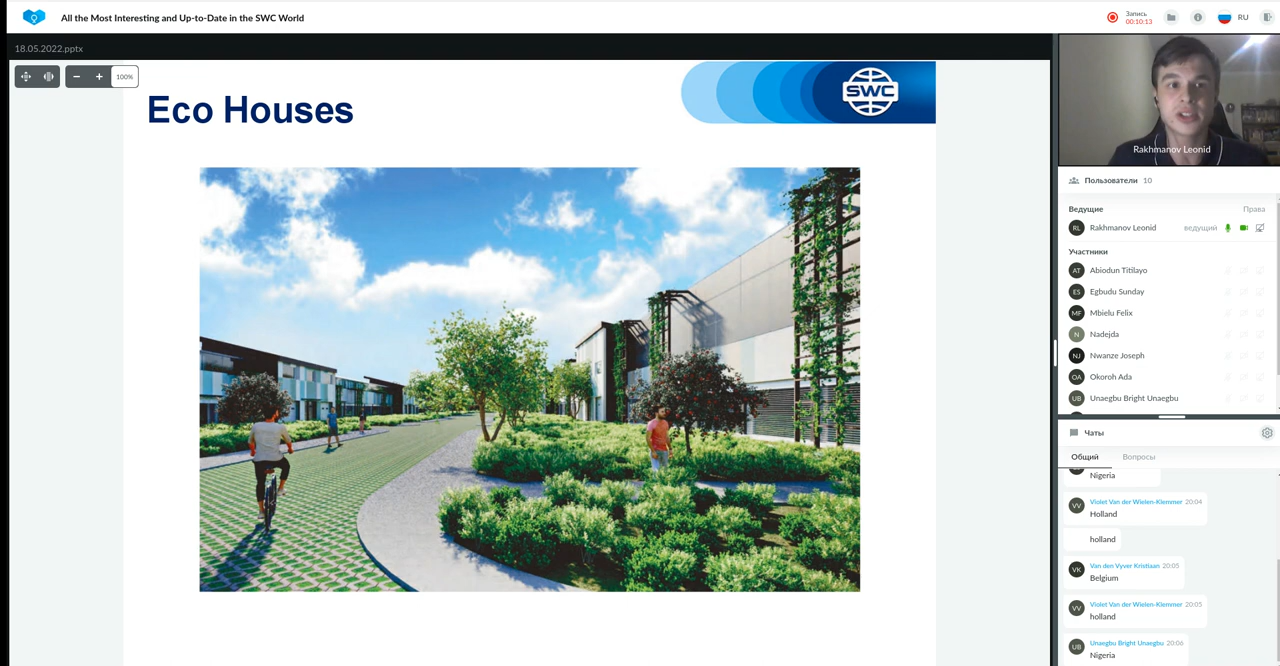 All the Most Interesting and Up-to-Date in the SWC World
Запись
00:10:13
RU
18.05.2022.pptx
100%
Eco Houses
SWC
Rakhmanov Leonid
Пользователи 10
Ведущие Права
RL Rakhmanov Leonid ведущий
Участники
AT Abiodun Titilayo
ES Egbudu Sunday
MF Mbielu Felix
N Nadejda
NJ Nwanze Joseph
OA Okoroh Ada
UB Unaegbu Bright Unaegbu
Чаты
Общий Вопросы
Nigeria
VV Violet Van der Wielen-Klemmer 20:04
Holland
holland
VK Van den Vyver Kristiaan 20:05
Belgium
VV Violet Van der Wielen-Klemmer 20:05
holland
UB Unaegbu Bright Unaegbu 20:06
Nigeria